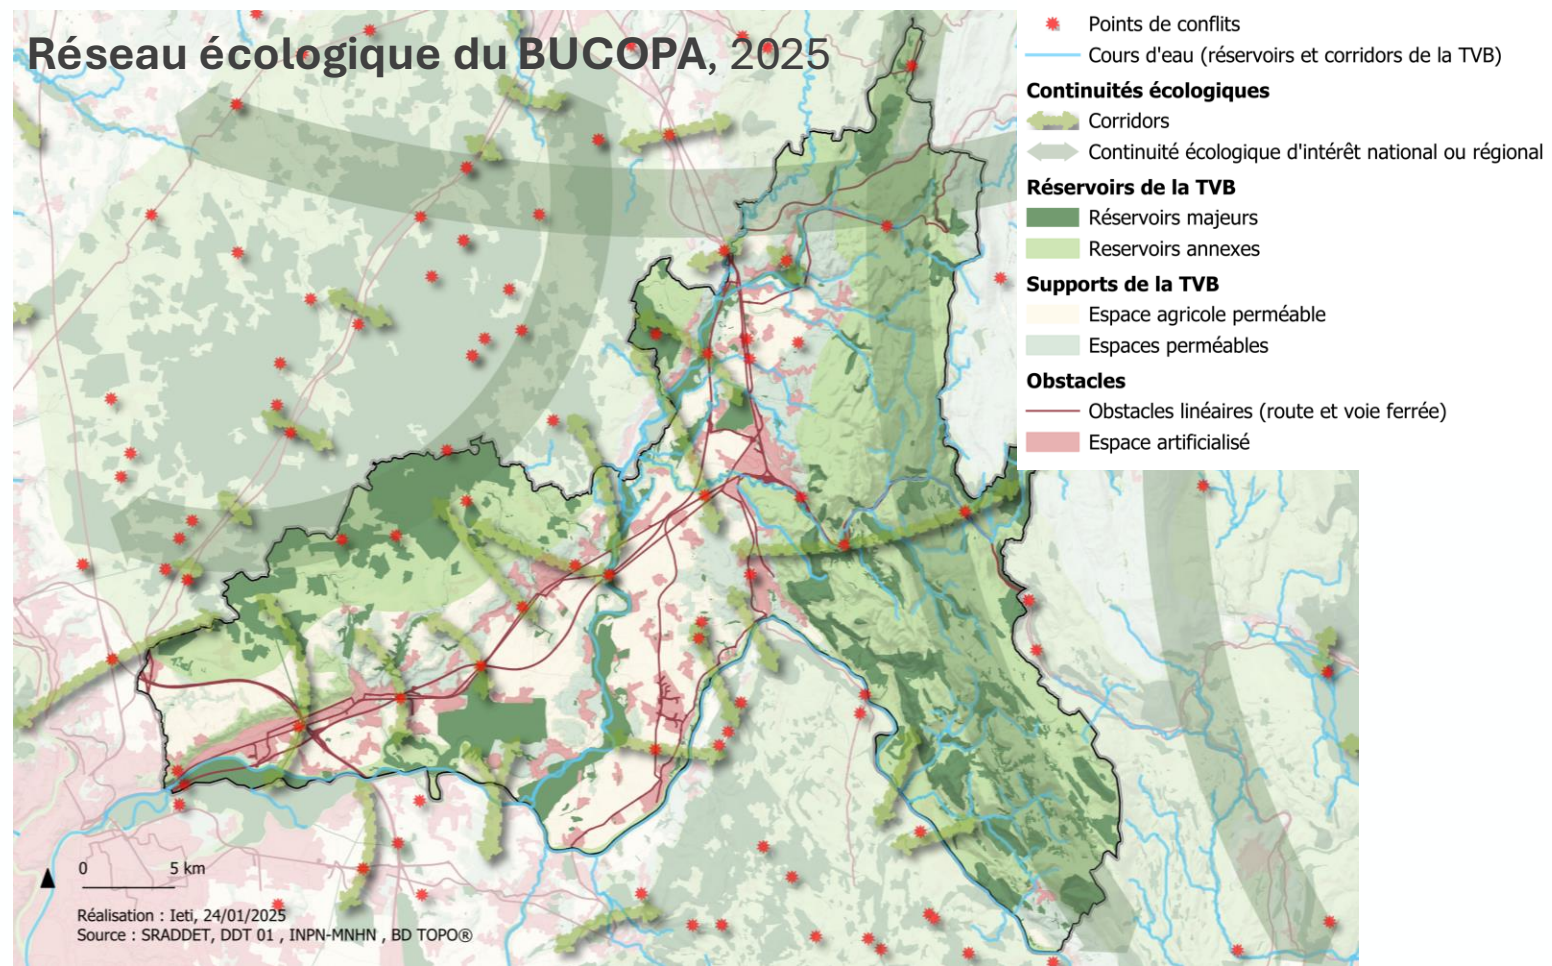 Réseau écologique du BUCOPA, 2025
Points de conflits
Cours d'eau (réservoirs et corridors de la TVB)
Continuités écologiques
Corridors
Continuité écologique d'intérêt national ou régional
Réservoirs de la TVB
Réservoirs majeurs
Reservoirs annexes
Supports de la TVB
Espace agricole perméable
Espaces perméables
Obstacles
Obstacles linéaires (route et voie ferrée)
Espace artificialisé
0 5 km
Réalisation : Ieti, 24/01/2025
Source : SRADDET, DDT 01 , INPN-MNHN , BD TOPO®